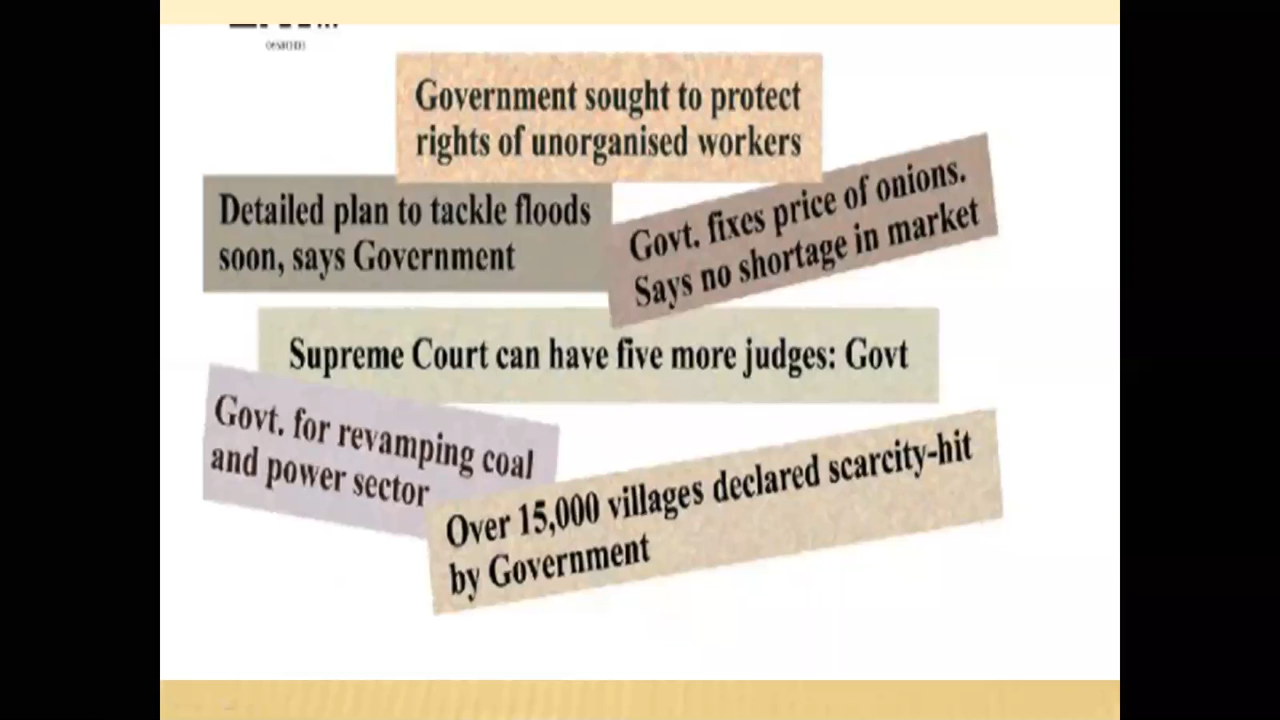 Government sought to protect
rights of unorganised workers
Detailed plan to tackle floods
soon, says Government
Govt. fixes price of onions.
Says no shortage in market
Supreme Court can have five more judges: Govt
Govt. for revamping coal
and power sector
Over 15,000 villages declared scarcity-hit
by Government